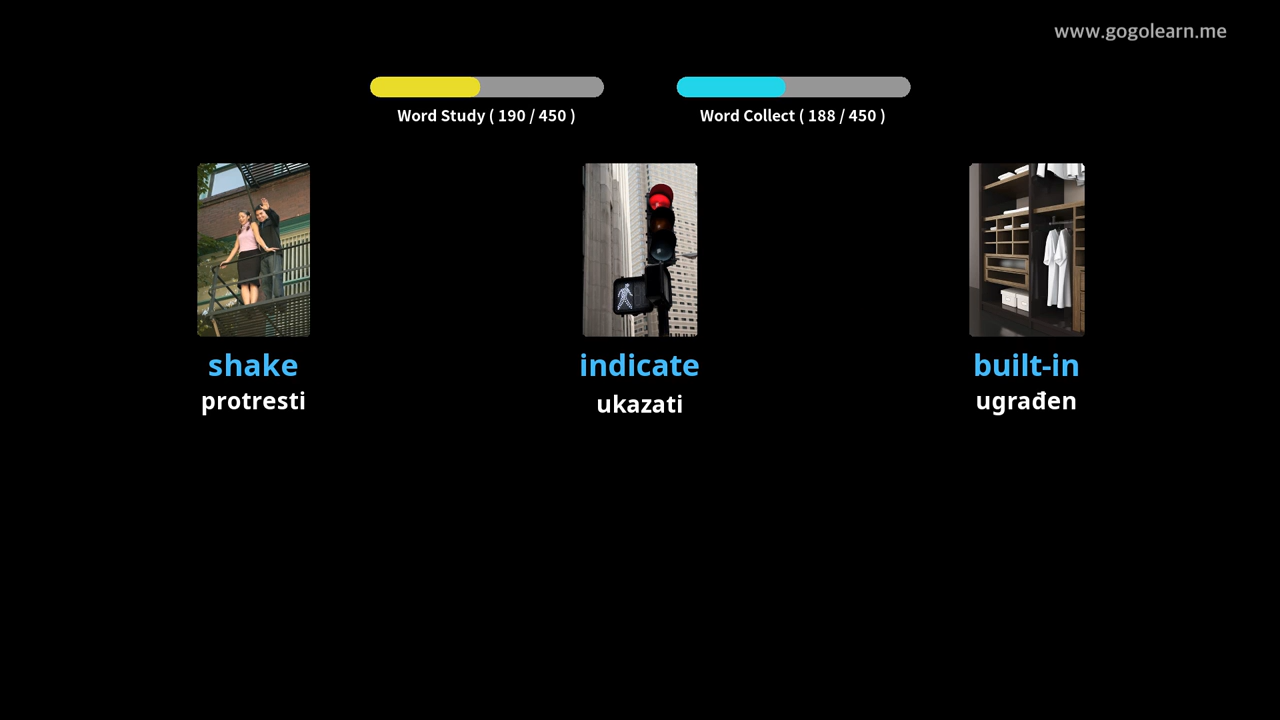 www.gogolearn.me
Word Study ( 190 / 450 )
Word Collect ( 188 / 450 )
shake
protresti
indicate
ukazati
built-in
ugrađen